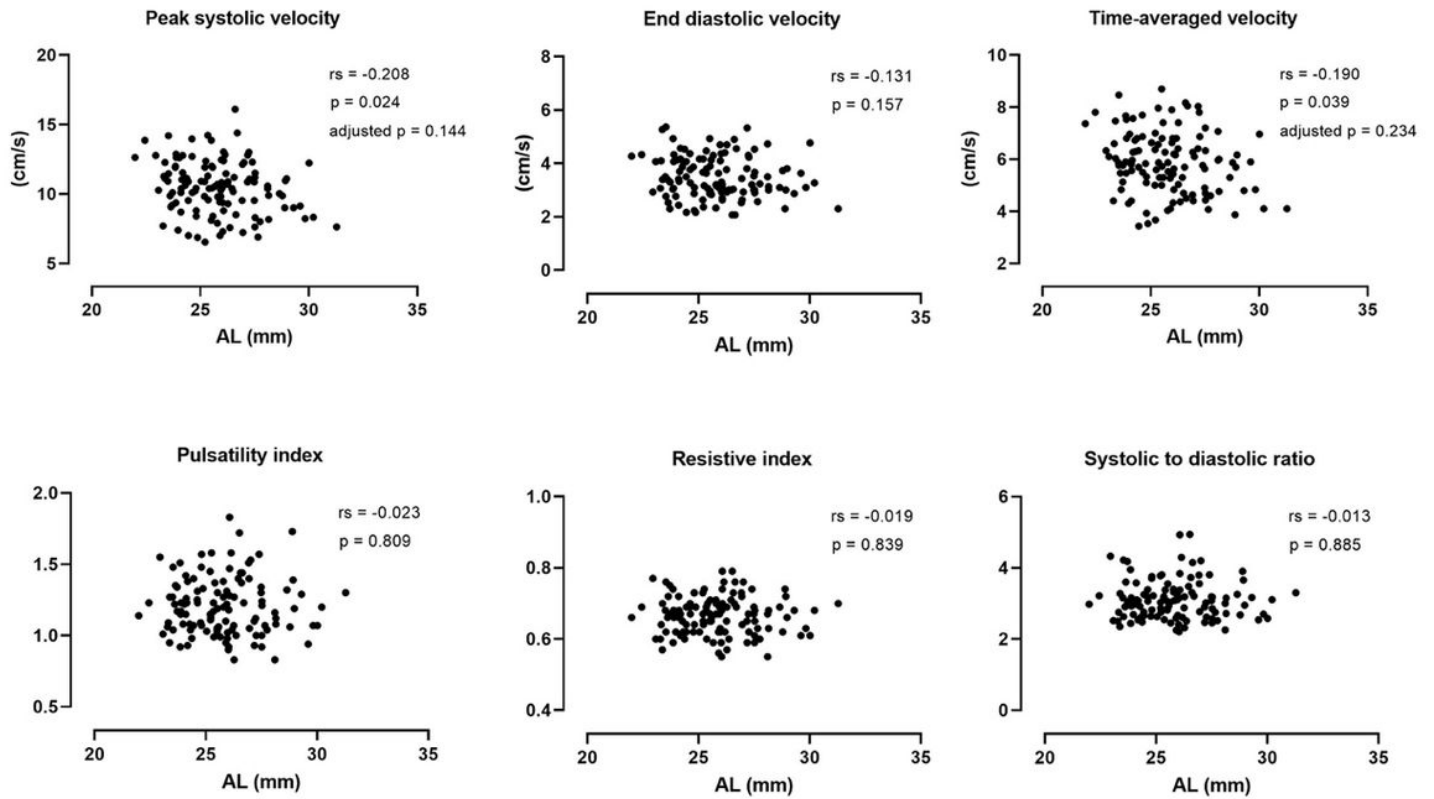 Peak systolic velocity
20
15
10
5
(cm/s)
rs = -0.208
p = 0.024
adjusted p = 0.144
20 25 30 35
AL (mm)
End diastolic velocity
8
6
4
2
0
(cm/s)
rs = -0.131
p = 0.157
20 25 30 35
AL (mm)
Time-averaged velocity
10
8
6
4
2
(cm/s)
rs = -0.190
p = 0.039
adjusted p = 0.234
20 25 30 35
AL (mm)
Pulsatility index
2.0
1.5
1.0
0.5
rs = -0.023
p = 0.809
20 25 30 35
AL (mm)
Resistive index
1.0
0.8
0.6
0.4
rs = -0.019
p = 0.839
20 25 30 35
AL (mm)
Systolic to diastolic ratio
6
4
2
0
rs = -0.013
p = 0.885
20 25 30 35
AL (mm)